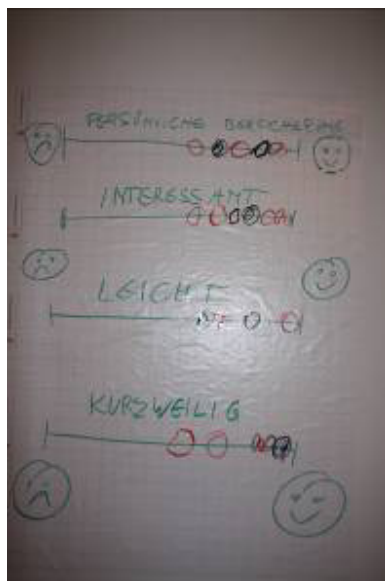 PERSÖNLICHE BEREICHERUNG
INTERESSANT
LEICHT
KURZWEILIG